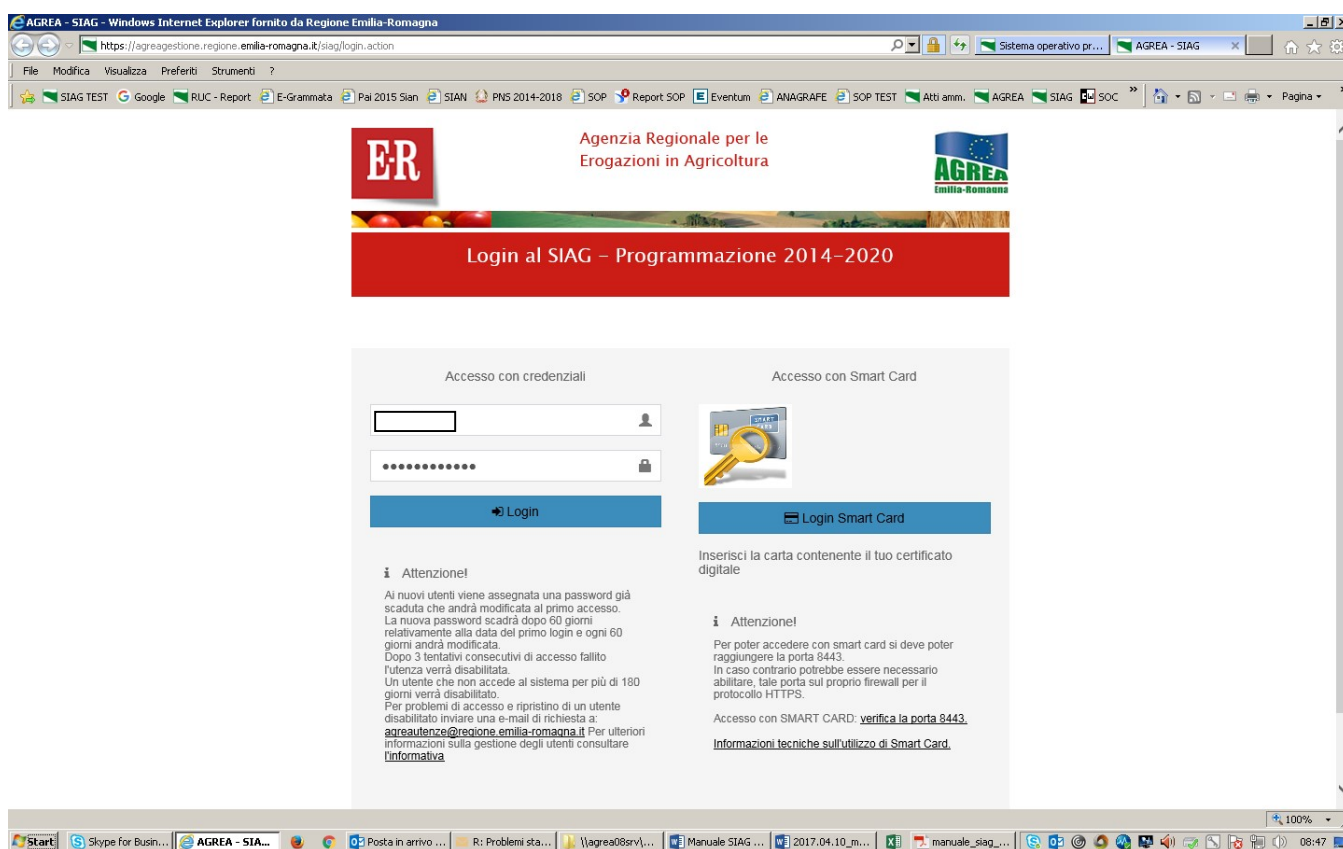 AGREA - SIAG - Windows Internet Explorer fornito da Regione Emilia-Romagna
https://agreagestione.regione.emilia-romagna.it/siag/login.action
Sistema operativo pr... AGREA - SIAG
File Modifica Visualizza Preferiti Strumenti ?
SIAG TEST Google RUC - Report E-Grammata Pai 2015 Sian SIAN PNS 2014-2018 SOP Report SOP Eventum ANAGRAFE SOP TEST Atti amm. AGREA SIAG SOC » Pagina
E-R
Agenzia Regionale per le
Erogazioni in Agricoltura
AGREA
Emilia-Romagna
Login al SIAG - Programmazione 2014-2020
Accesso con credenziali
Login
i Attenzione!
Ai nuovi utenti viene assegnata una password già
scaduta che andrà modificata al primo accesso.
La nuova password scadrà dopo 60 giorni
relativamente alla data del primo login e ogni 60
giorni andrà modificata.
Dopo 3 tentativi consecutivi di accesso fallito
l'utenza verrà disabilitata.
Un utente che non accede al sistema per più di 180
giorni verrà disabilitato.
Per problemi di accesso e ripristino di un utente
disabilitato inviare una e-mail di richiesta a:
agreautenze@regione.emilia-romagna.it Per ulteriori
informazioni sulla gestione degli utenti consultare
l'informativa
Accesso con Smart Card
SMART
CARD
Login Smart Card
Inserisci la carta contenente il tuo certificato
digitale
i Attenzione!
Per poter accedere con smart card si deve poter
raggiungere la porta 8443.
In caso contrario potrebbe essere necessario
abilitare, tale porta sul proprio firewall per il
protocollo HTTPS.
Accesso con SMART CARD: verifica la porta 8443.
Informazioni tecniche sull'utilizzo di Smart Card.
100%
Start Skype for Busin... AGREA - SIA... Posta in arrivo ... R: Problemi sta... \\agrea08srv\... Manuale SIAG ... 2017.04.10_m... manuale_siag_... 08:47